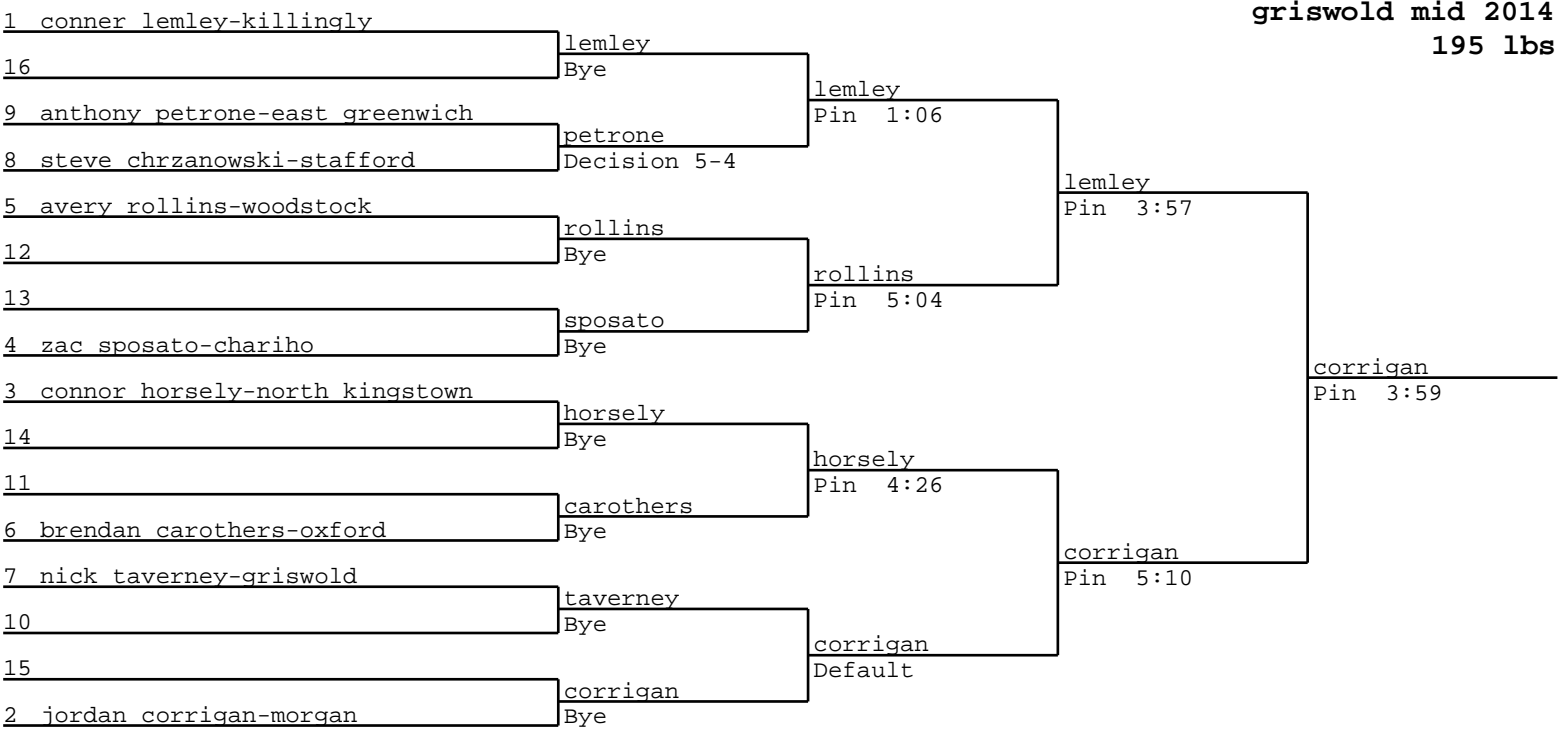 griswold mid 2014
195 lbs
1 conner lemley-killingly
16
9 anthony petrone-east greenwich
8 steve chrzanowski-stafford
5 avery rollins-woodstock
12
13
4 zac sposato-chariho
3 connor horsely-north kingstown
14
11
6 brendan carothers-oxford
7 nick taverney-griswold
10
15
2 jordan corrigan-morgan
lemley
Bye
petrone
Decision 5-4
rollins
Bye
sposato
Bye
horsely
Bye
carothers
Bye
taverney
Bye
corrigan
Bye
lemley
Pin 1:06
rollins
Pin 5:04
horsely
Pin 4:26
corrigan
Default
lemley
Pin 3:57
corrigan
Pin 5:10
corrigan
Pin 3:59